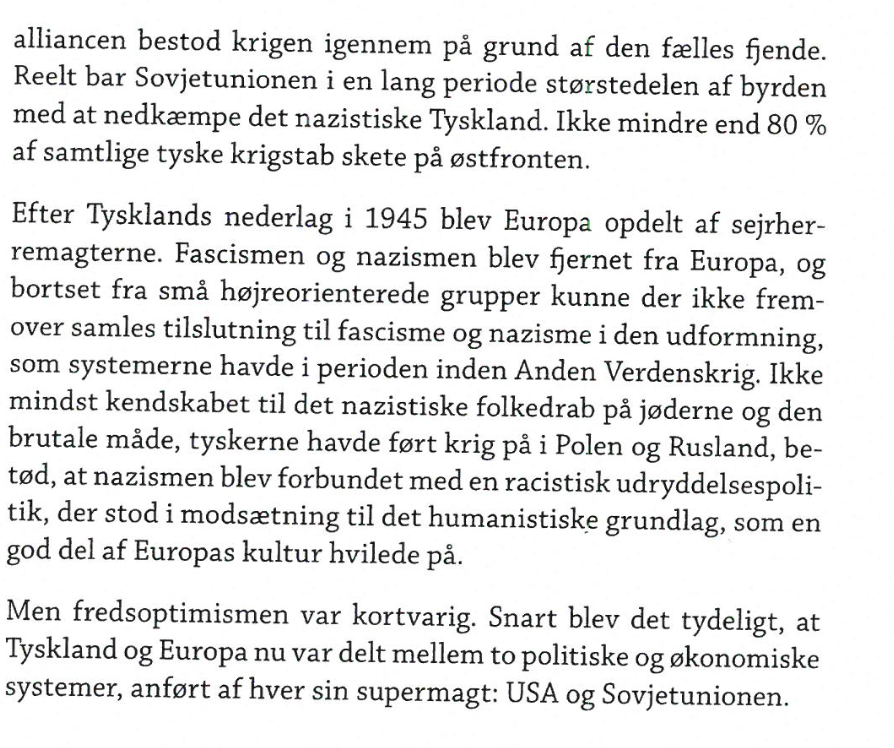 alliancen bestod krigen igennem på grund af den fælles fjende.
Reelt bar Sovjetunionen i en lang periode størstedelen af byrden
med at nedkæmpe det nazistiske Tyskland. Ikke mindre end 80 %
af samtlige tyske krigstab skete på østfronten.
Efter Tysklands nederlag i 1945 blev Europa opdelt af sejrher-
remagterne. Fascismen og nazismen blev fjernet fra Europa, og
bortset fra små højreorienterede grupper kunne der ikke frem-
over samles tilslutning til fascisme og nazisme i den udformning,
som systemerne havde i perioden inden Anden Verdenskrig. Ikke
mindst kendskabet til det nazistiske folkedrab på jøderne og den
brutale måde, tyskerne havde ført krig på i Polen og Rusland, be-
tød, at nazismen blev forbundet med en racistisk udryddelsespoli-
tik, der stod i modsætning til det humanistiske grundlag, som en
god del af Europas kultur hvilede på.
Men fredsoptimismen var kortvarig. Snart blev det tydeligt, at
Tyskland og Europa nu var delt mellem to politiske og økonomiske
systemer, anført af hver sin supermagt: USA og Sovjetunionen.